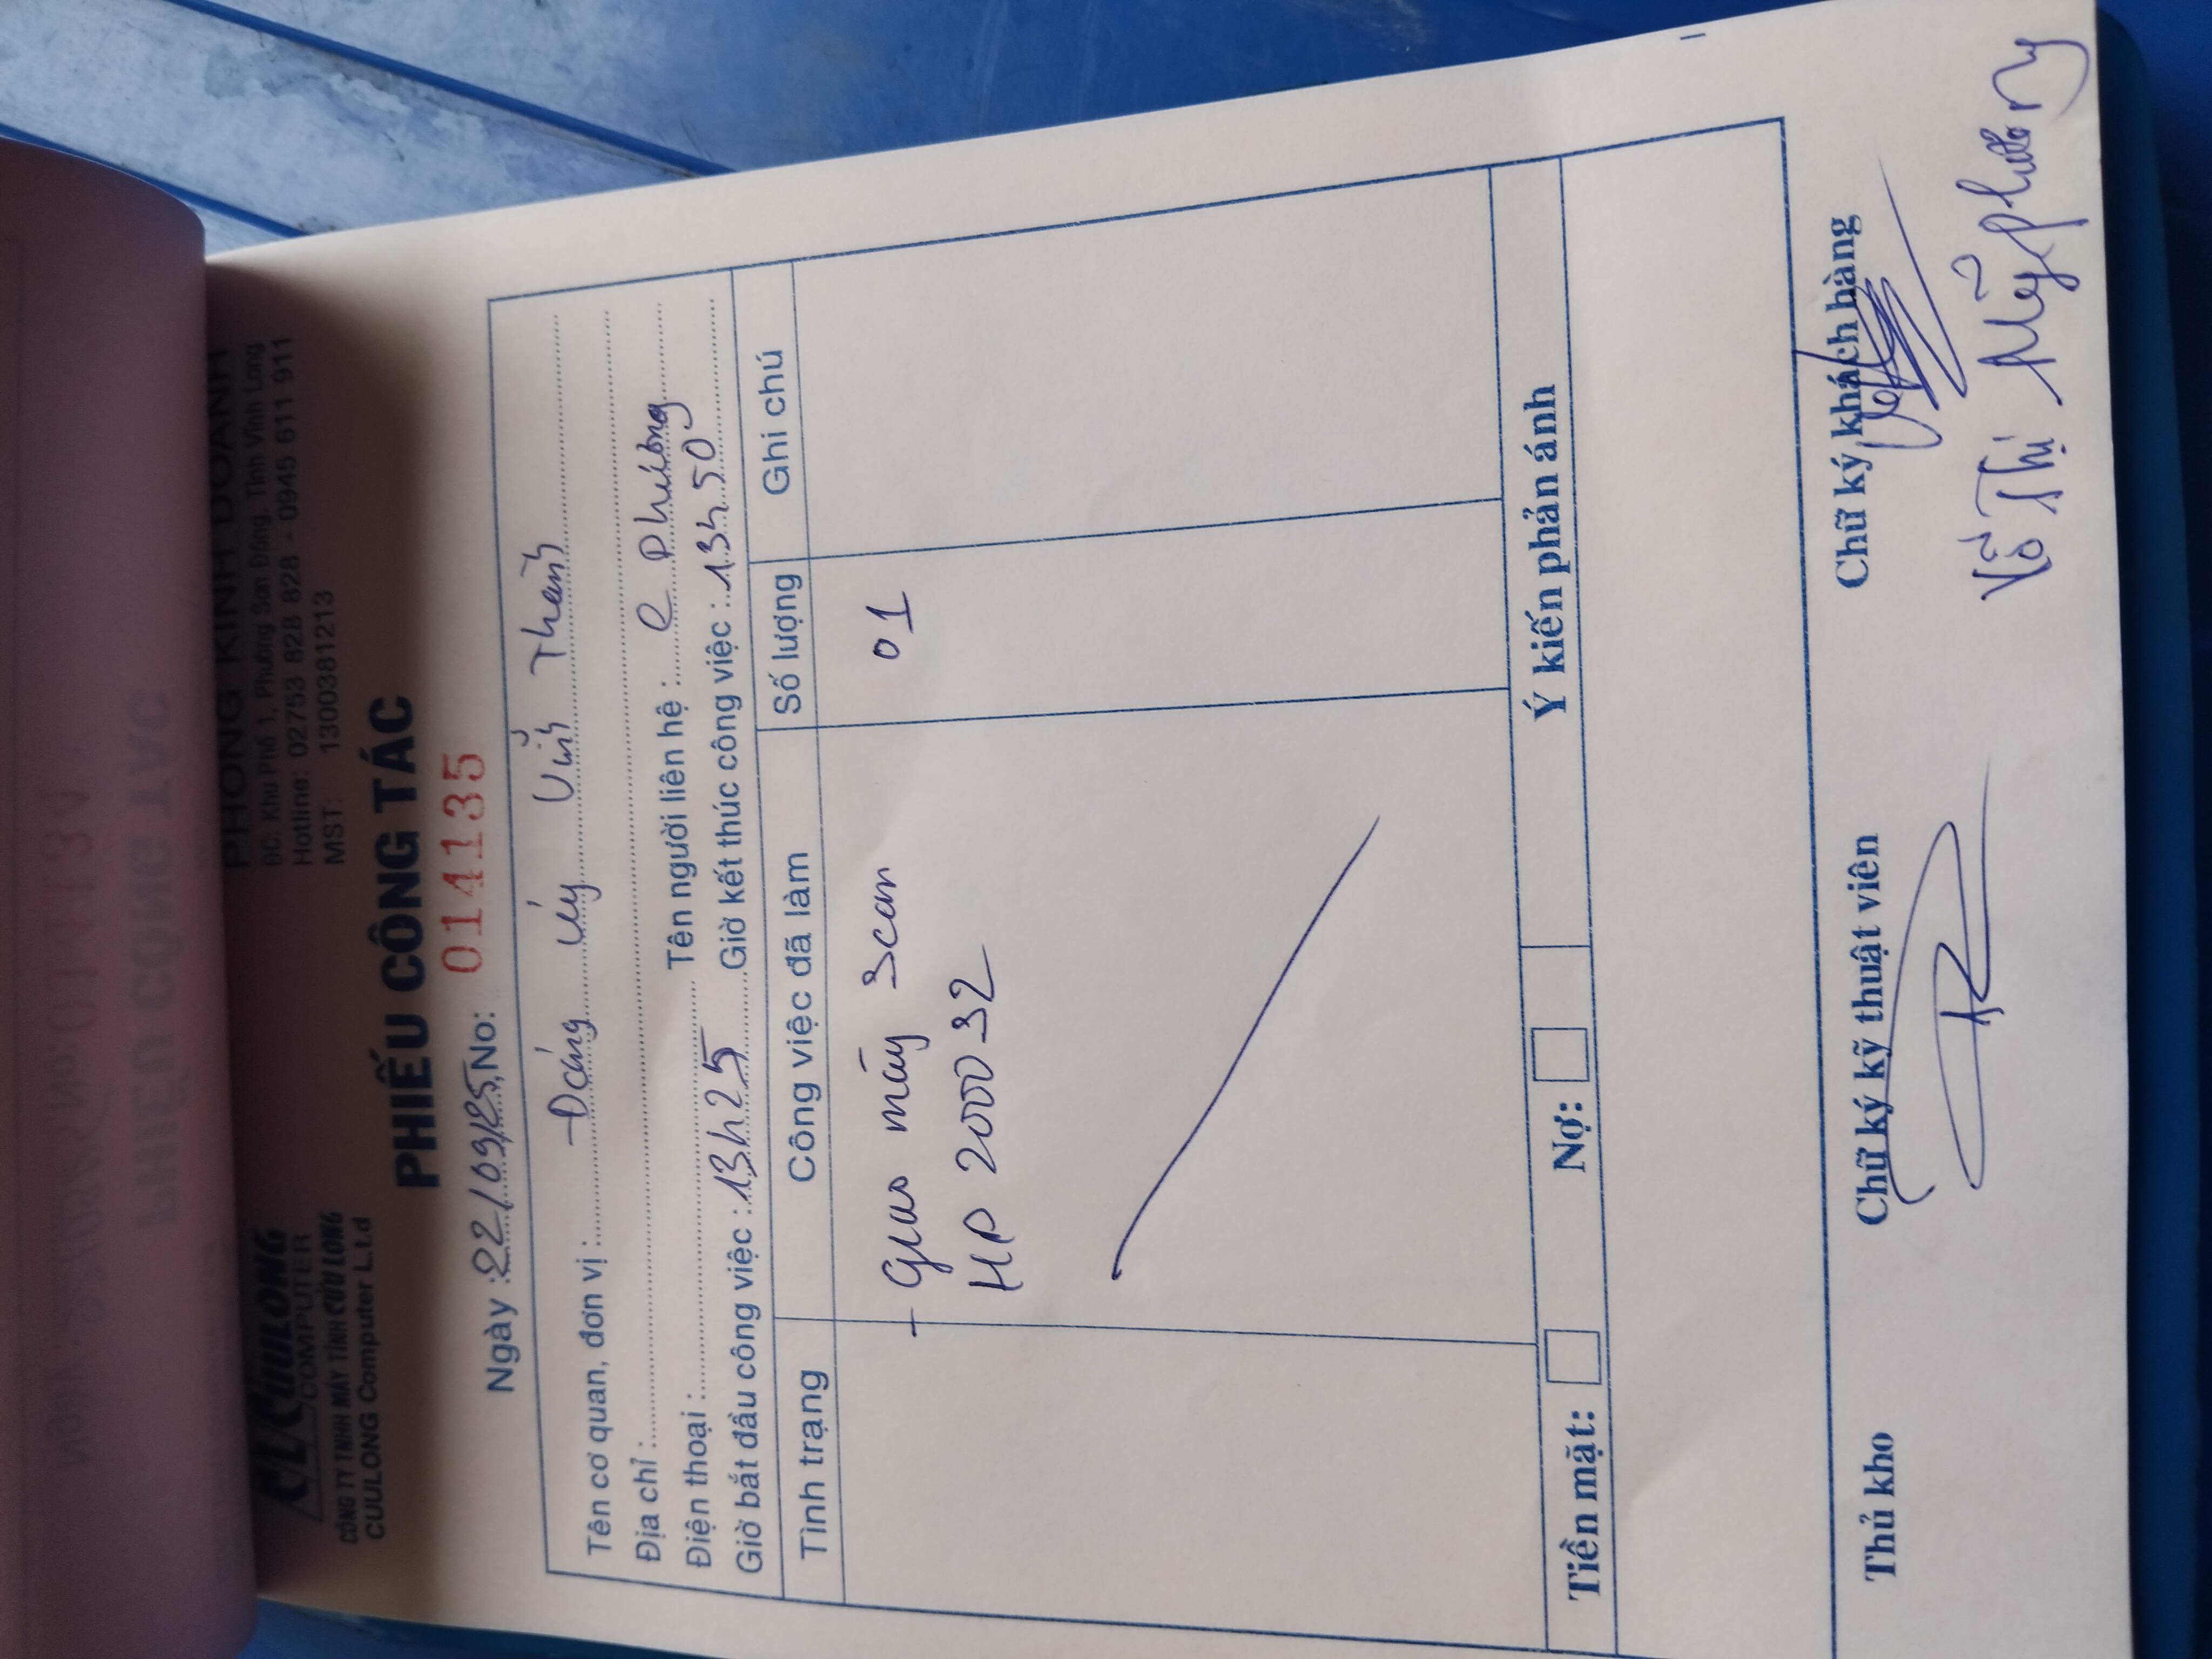 CUULONG
COMPUTER
CÔNG TY TNHH MÁY TÍNH CỬU LONG
CUULONG Computer L.t.d
PHÒNG KINH DOANH
ĐC: Khu Phố 1, Phường Sơn Đông, Tỉnh Vĩnh Long
Hotline: 02753 828 828 - 0945 611 911
MST: 1300381213
PHIẾU CÔNG TÁC
Ngày : 22/09/25, No: 014135
Tên cơ quan, đơn vị : Đảng ủy Vĩnh Thành
Địa chỉ :
Điện thoại : Tên người liên hệ : C Phương
Giờ bắt đầu công việc : 13h25 Giờ kết thúc công việc : 13h50
Tình trạng Công việc đã làm Số lượng Ghi chú
- Giao máy Scan 01
HP 2000 S2
Tiền mặt: Nợ: Ý kiến phản ánh
Thủ kho Chữ ký kỹ thuật viên Chữ ký khách hàng
Võ Thị Mỹ Phương